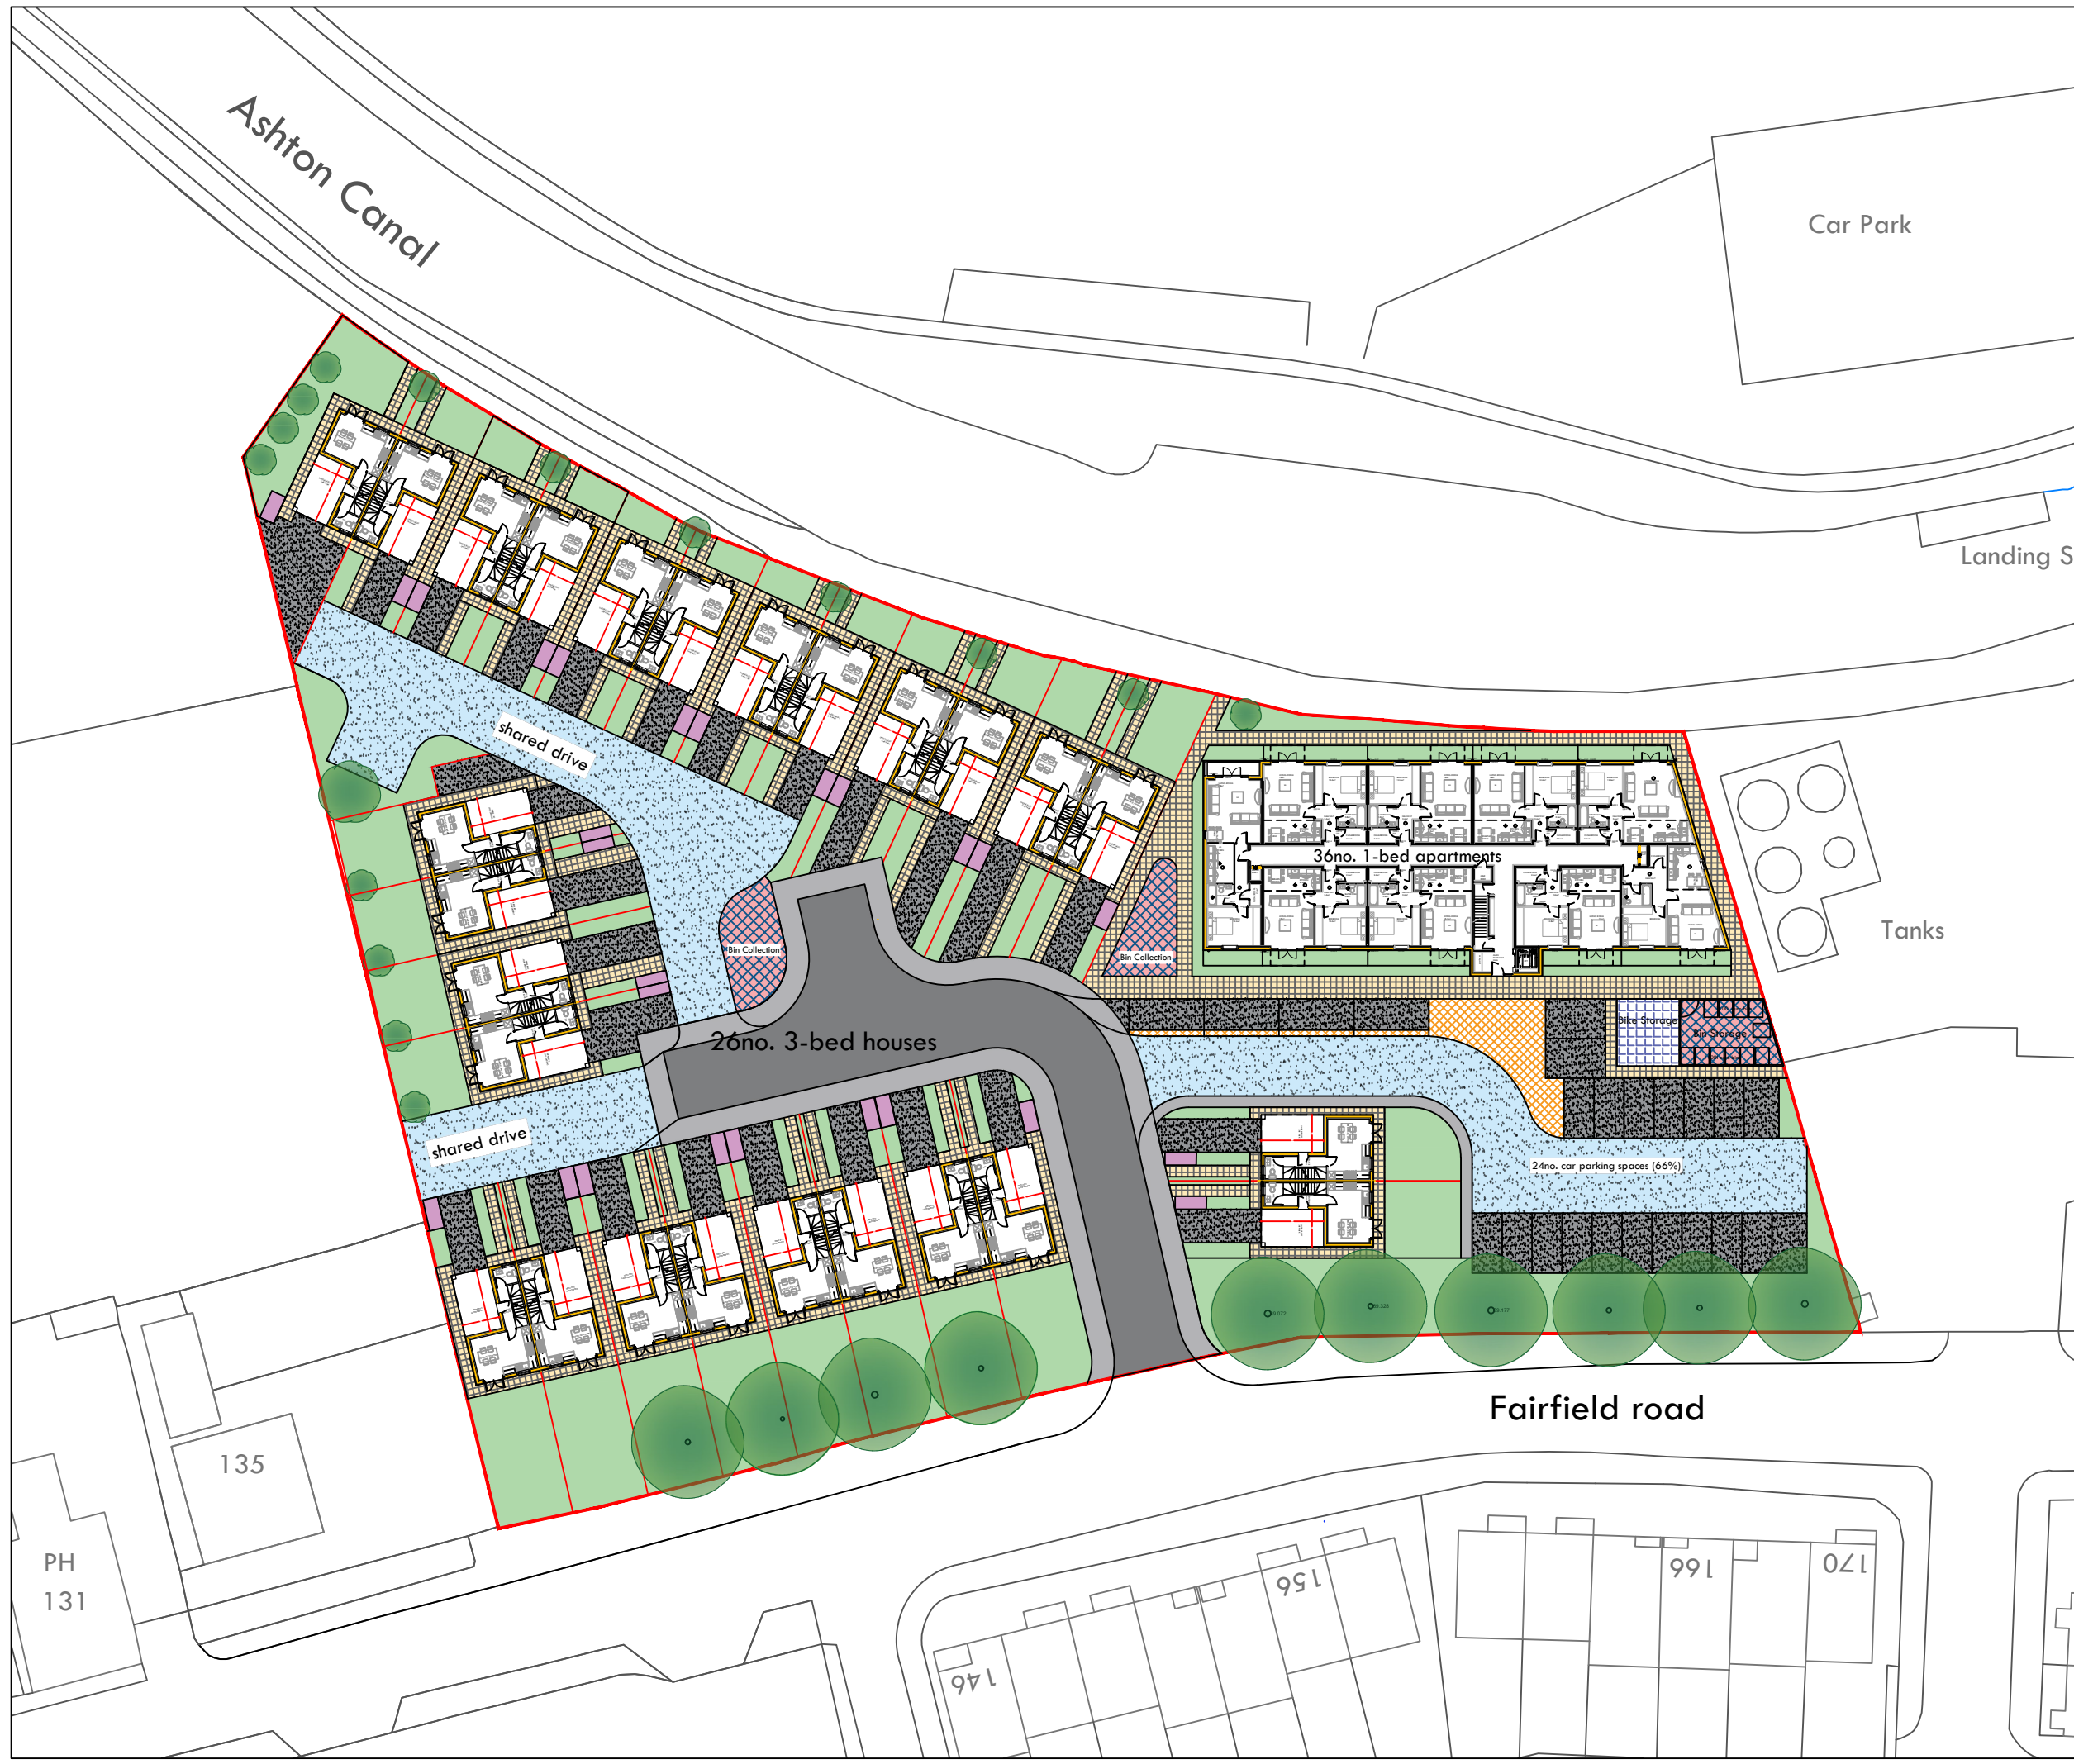 Ashton Canal
Car Park
Landing S
shared drive
36no. 1-bed apartments
Tanks
Bin Collection
Bin Collection
Bike Storage
Bin Storage
26no. 3-bed houses
shared drive
24no. car parking spaces (66%)
Fairfield road
135
PH
131
146
156
166
170